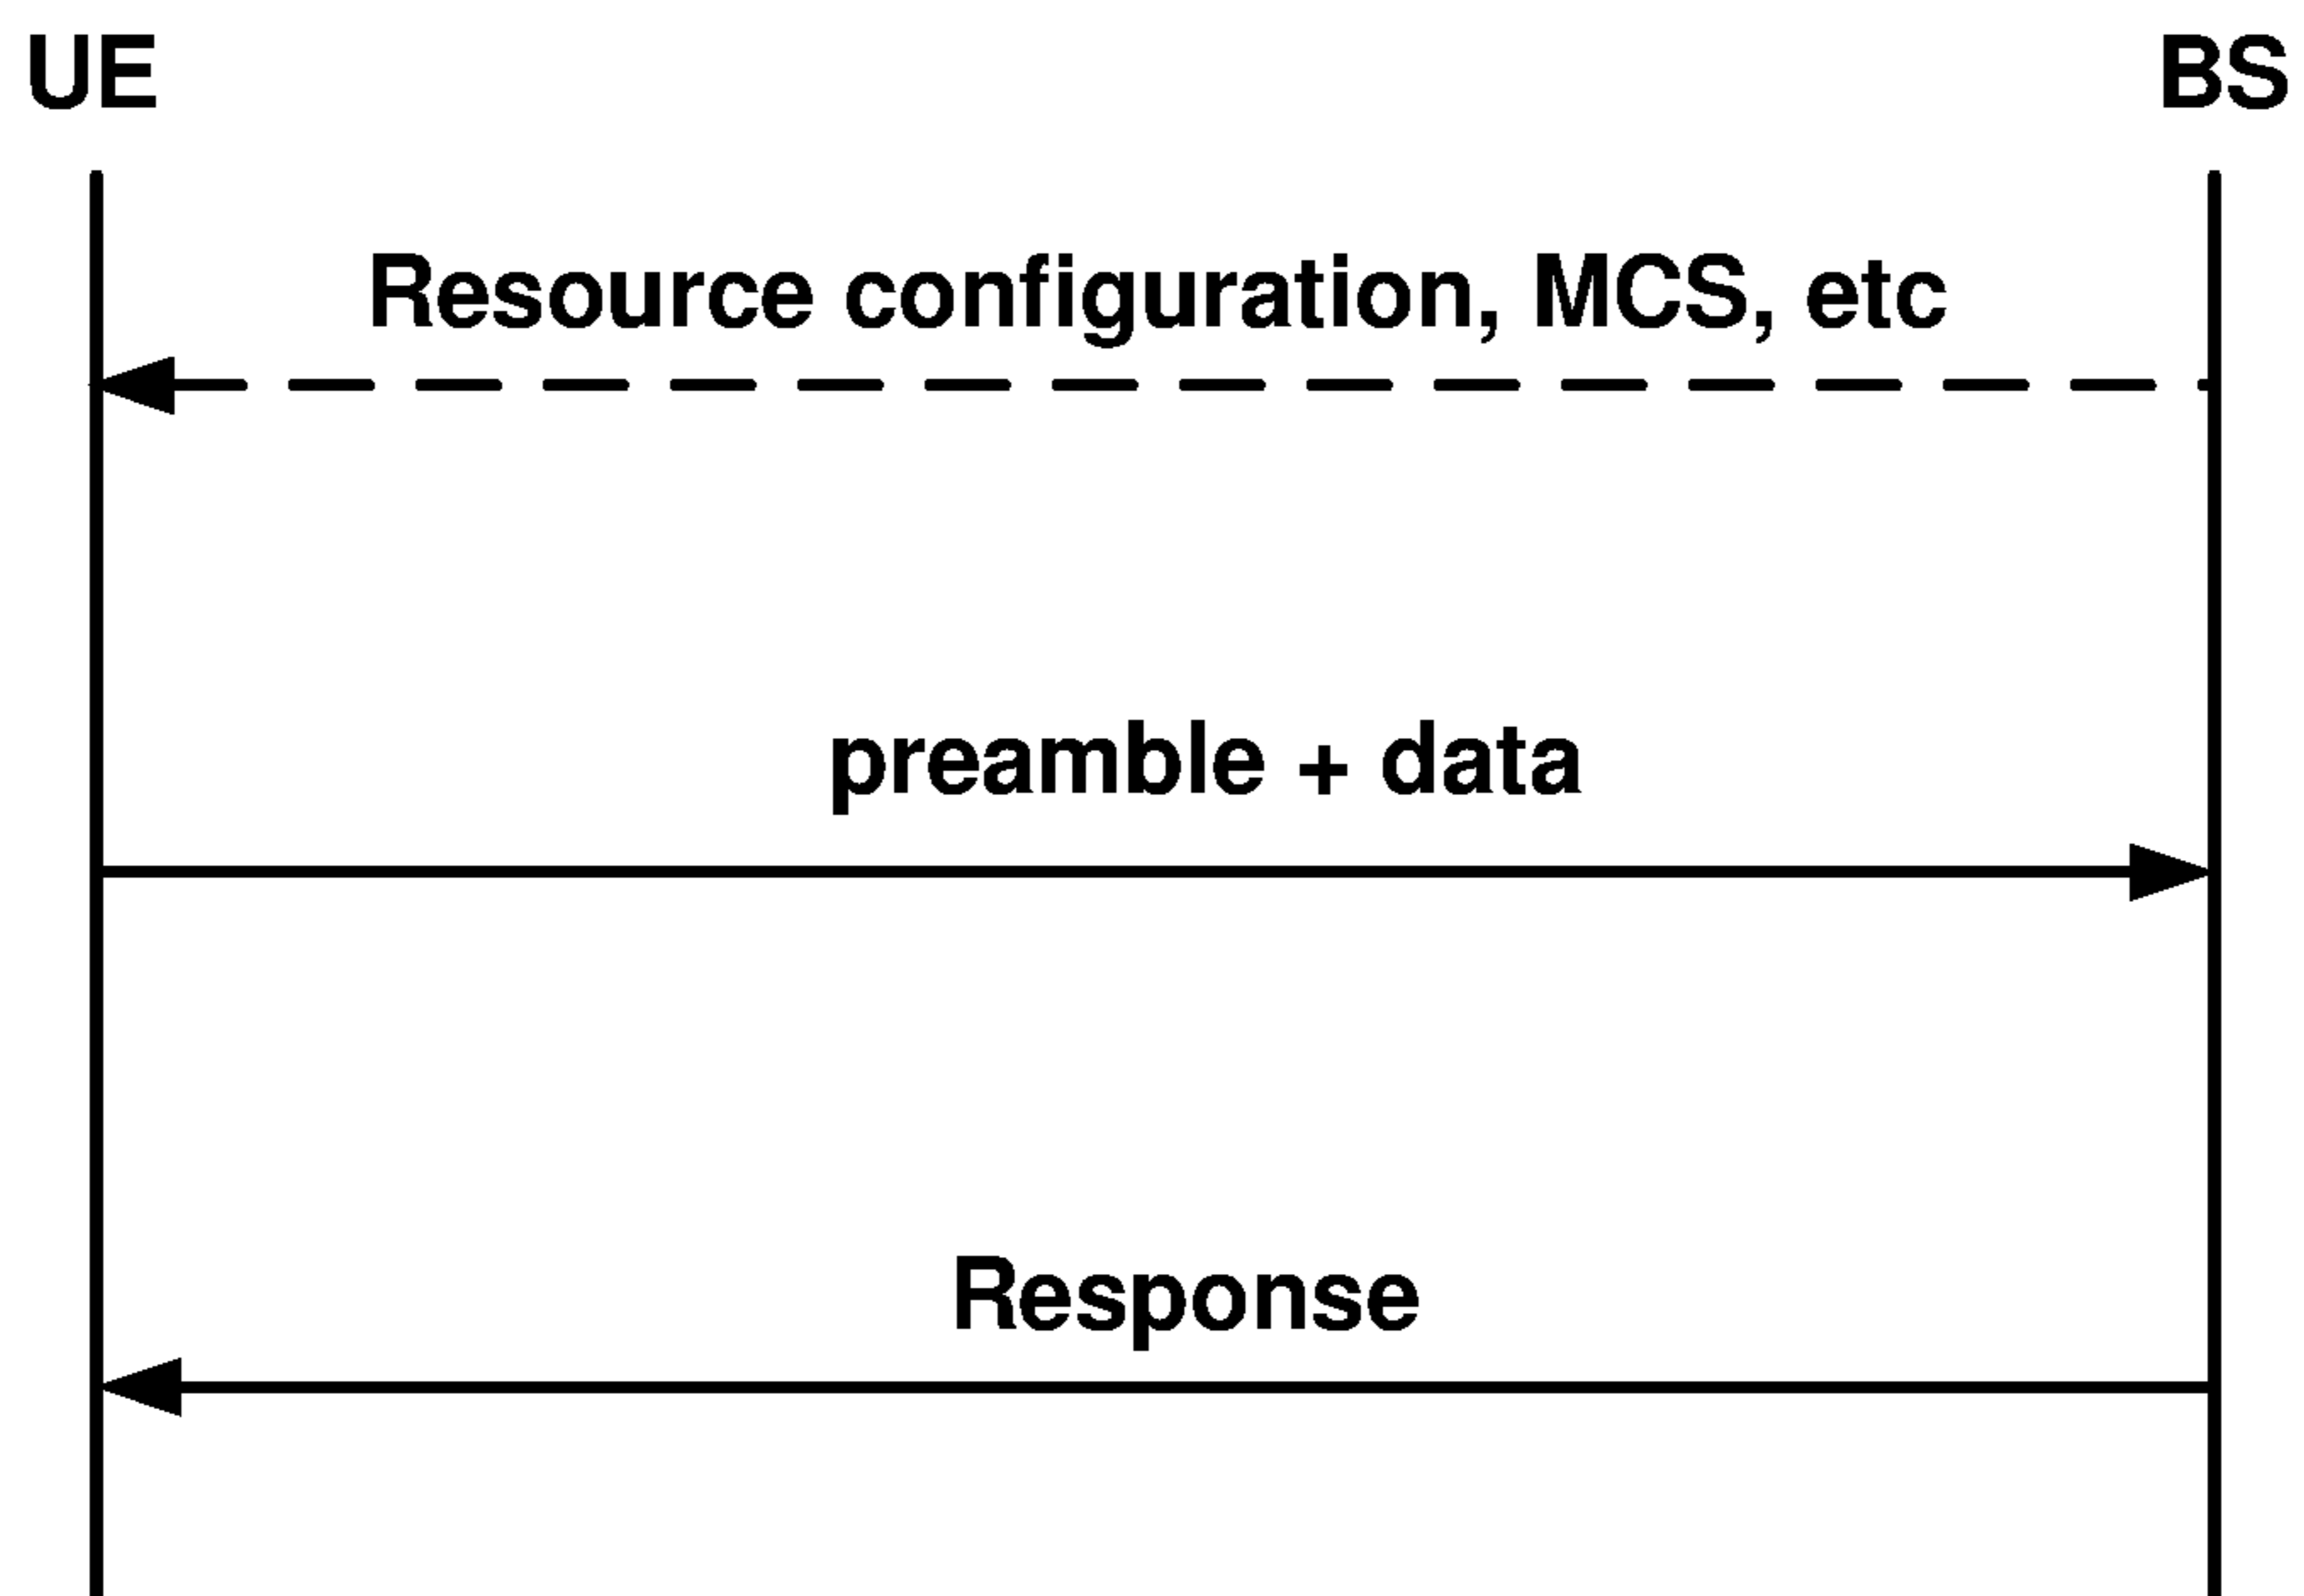 UE
BS
Resource configuration, MCS, etc
preamble + data
Response